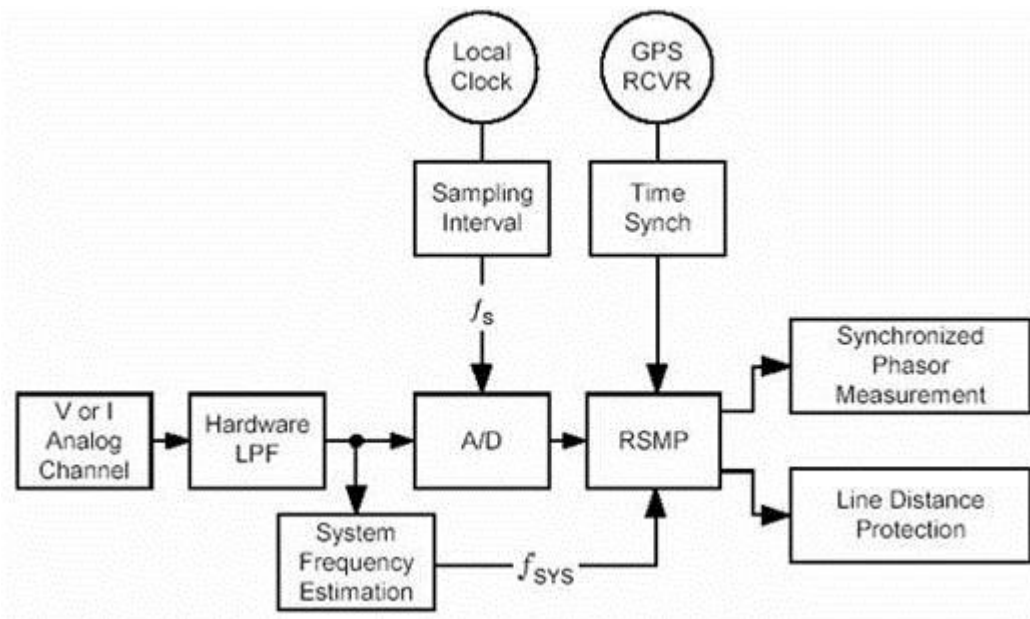 Local
Clock
GPS
RCVR
Sampling
Interval
Time
Synch
fS
Synchronized
Phasor
Measurement
V or I
Analog
Channel
Hardware
LPF
A/D
RSMP
Line Distance
Protection
System
Frequency
Estimation
fSYS